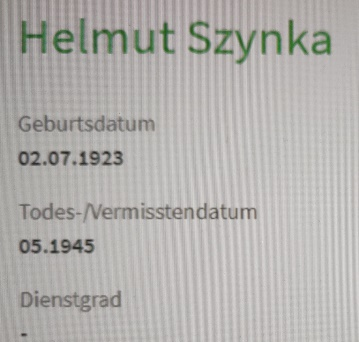 Helmut Szynka
Geburtsdatum
02.07.1923
Todes-/Vermisstendatum
05.1945
Dienstgrad
-